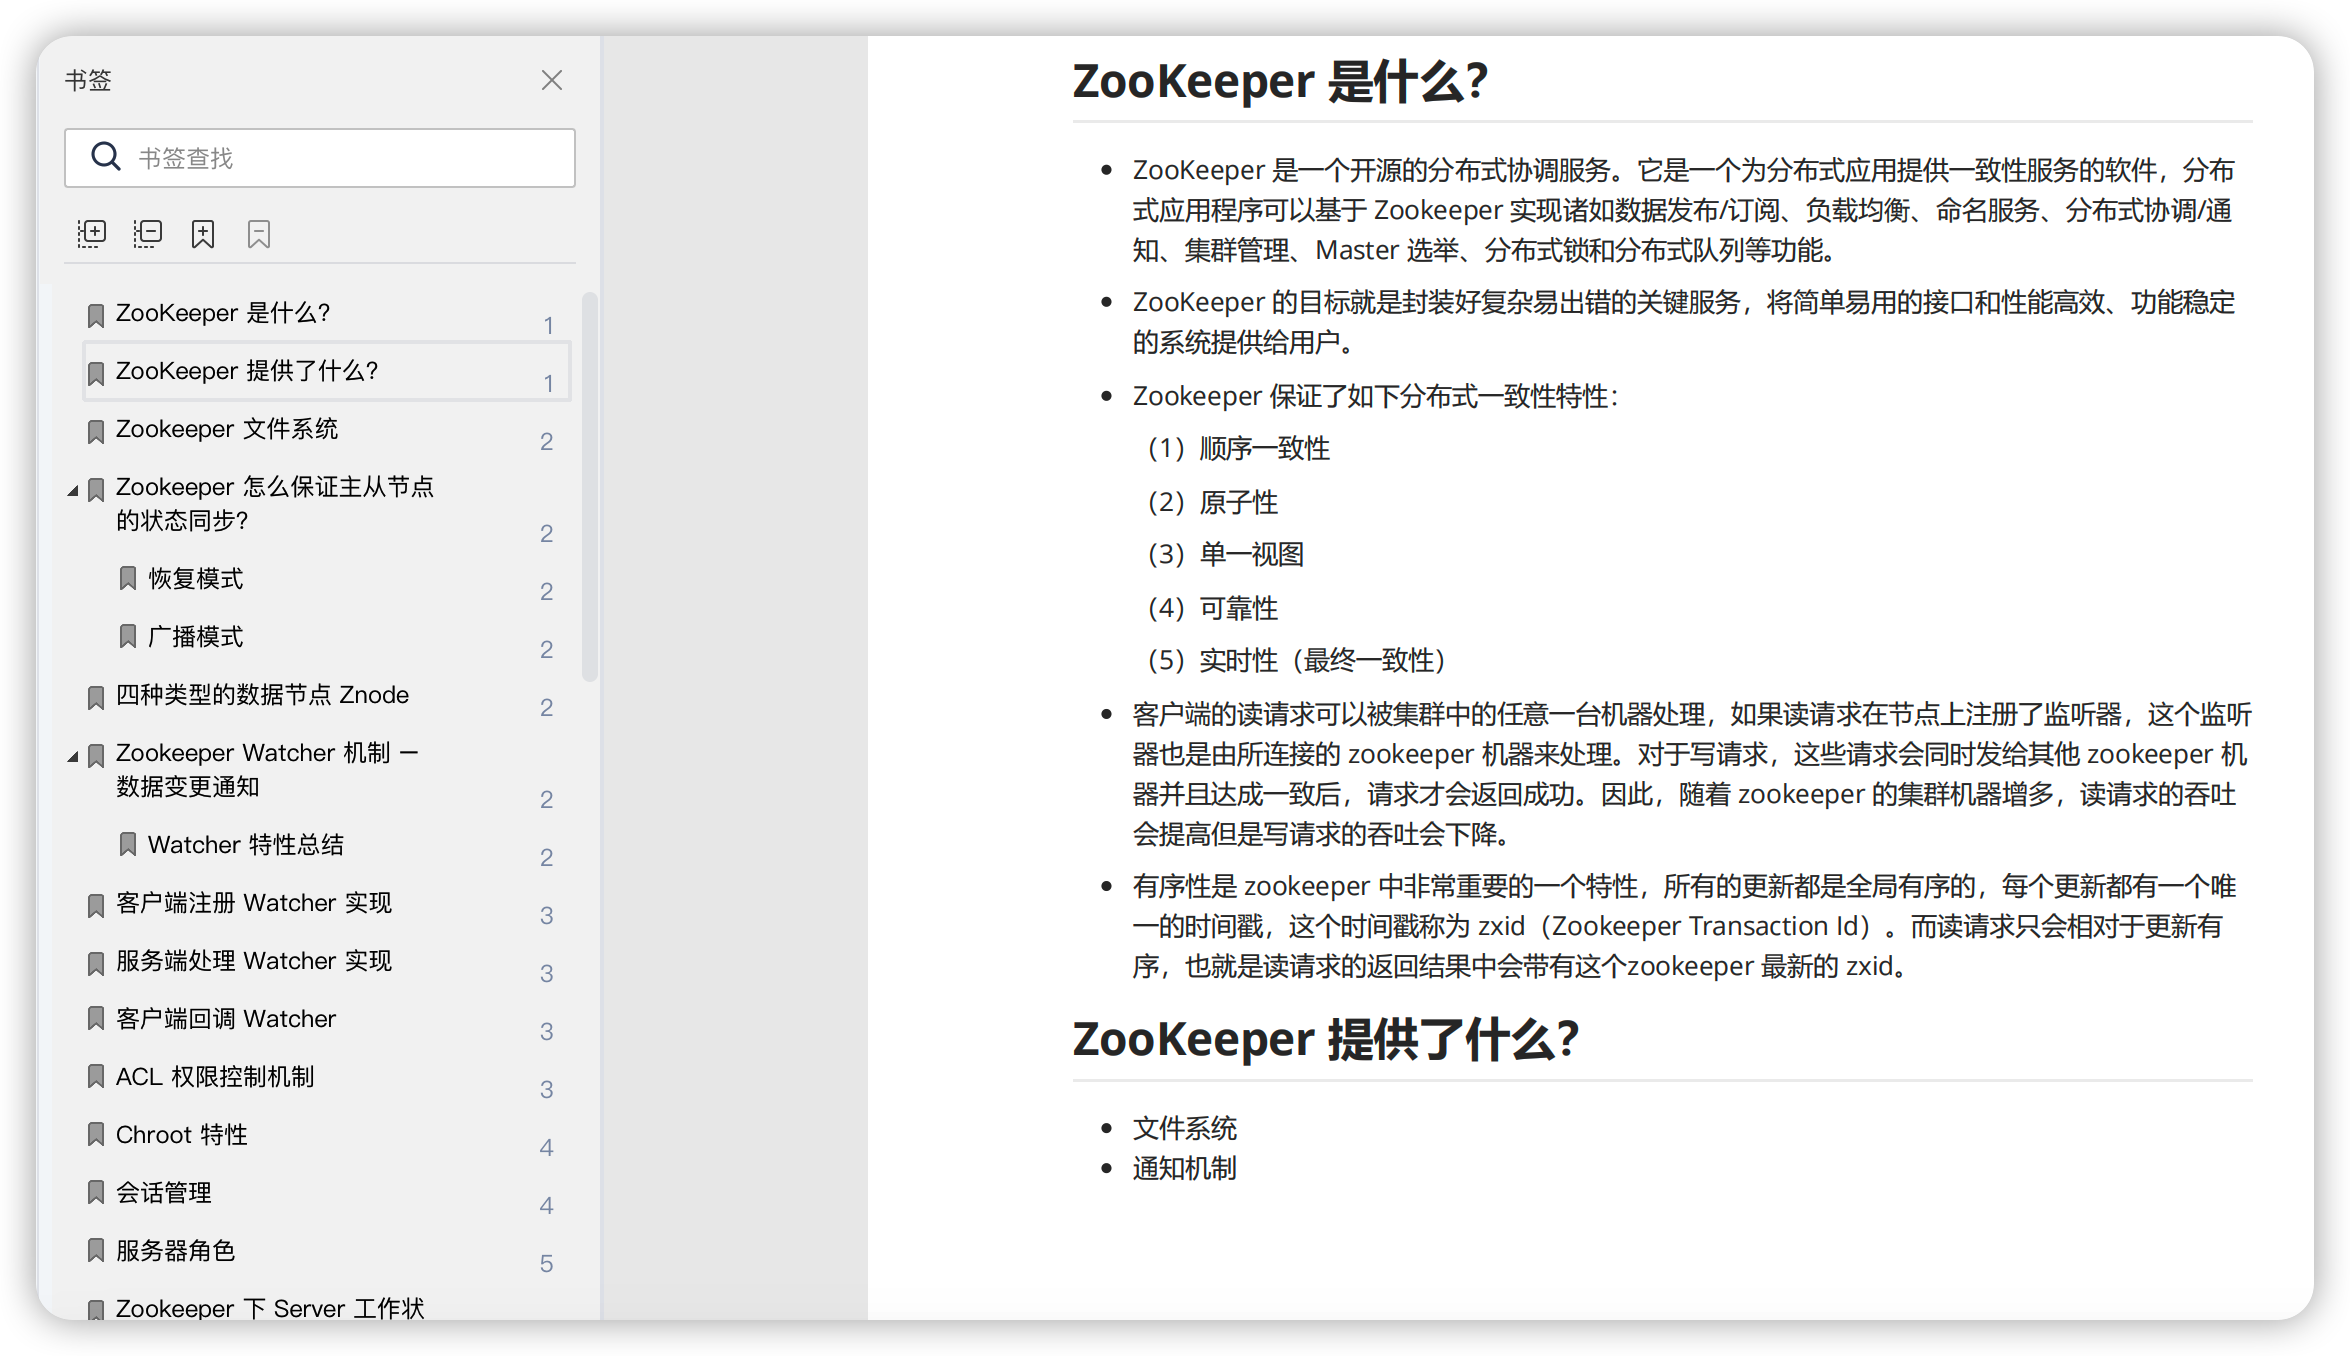 书签
书签查找
ZooKeeper 是什么?
1
ZooKeeper 提供了什么?
1
Zookeeper 文件系统
2
Zookeeper 怎么保证主从节点
的状态同步?
2
恢复模式
2
广播模式
2
四种类型的数据节点 Znode
2
Zookeeper Watcher 机制 —
数据变更通知
2
Watcher 特性总结
2
客户端注册 Watcher 实现
3
服务端处理 Watcher 实现
3
客户端回调 Watcher
3
ACL 权限控制机制
3
Chroot 特性
4
会话管理
4
服务器角色
5
Zookeeper 下 Server 工作状
ZooKeeper 是什么?
ZooKeeper 是一个开源的分布式协调服务。它是一个为分布式应用提供一致性服务的软件，分布
式应用程序可以基于 Zookeeper 实现诸如数据发布/订阅、负载均衡、命名服务、分布式协调/通
知、集群管理、Master 选举、分布式锁和分布式队列等功能。
ZooKeeper 的目标就是封装好复杂易出错的关键服务，将简单易用的接口和性能高效、功能稳定
的系统提供给用户。
Zookeeper 保证了如下分布式一致性特性：
（1）顺序一致性
（2）原子性
（3）单一视图
（4）可靠性
（5）实时性（最终一致性）
客户端的读请求可以被集群中的任意一台机器处理，如果读请求在节点上注册了监听器，这个监听
器也是由所连接的 zookeeper 机器来处理。对于写请求，这些请求会同时发给其他 zookeeper 机
器并且达成一致后，请求才会返回成功。因此，随着 zookeeper 的集群机器增多，读请求的吞吐
会提高但是写请求的吞吐会下降。
有序性是 zookeeper 中非常重要的一个特性，所有的更新都是全局有序的，每个更新都有一个唯
一的时间戳，这个时间戳称为 zxid（Zookeeper Transaction Id）。而读请求只会相对于更新有
序，也就是读请求的返回结果中会带有这个zookeeper 最新的 zxid。
ZooKeeper 提供了什么?
文件系统
通知机制